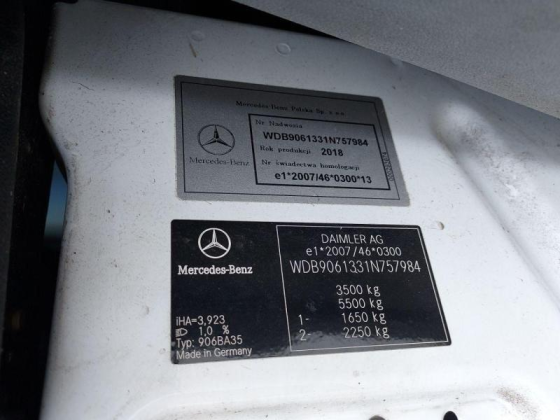 Mercedes-Benz Polska Sp. z o.o.
Nr Nadwozia
WDB9061331N757984
Rok produkcji 2018
Nr świadectwa homologacji
e1*2007/46*0300*13
Mercedes-Benz
DAIMLER AG
e1*2007/46*0300
WDB9061331N757984
3500 kg
5500 kg
1- 1650 kg
2- 2250 kg
Mercedes-Benz
iHA=3,923
1,0 %
Typ: 906BA35
Made in Germany